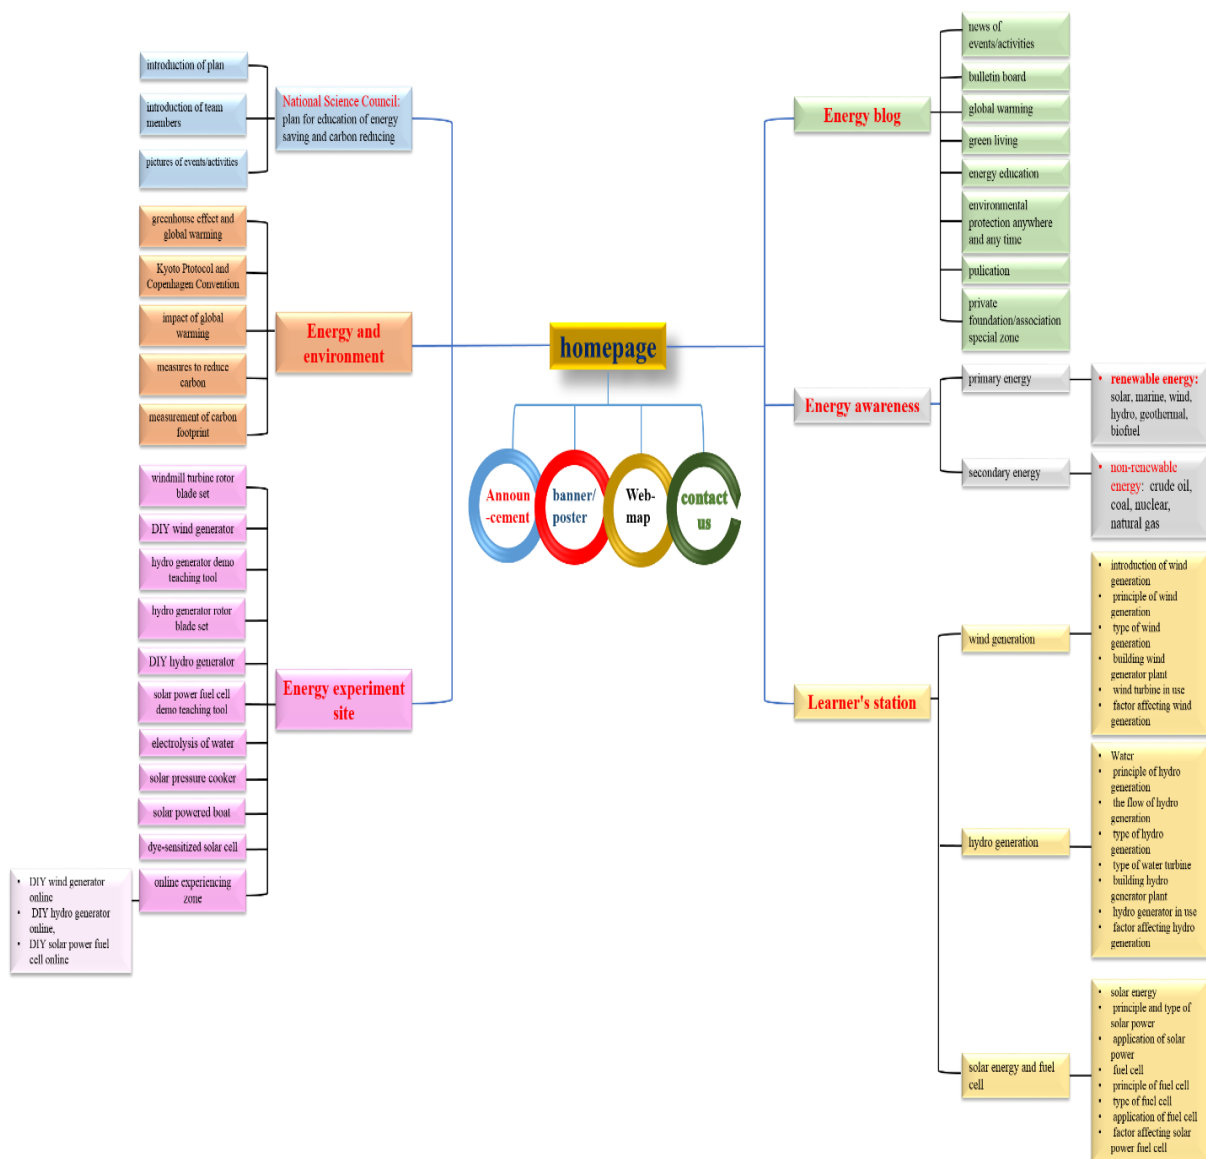 introduction of plan
introduction of team
members
pictures of events/activities
National Science Council:
plan for education of energy
saving and carbon reducing
greenhouse effect and
global warming
Kyoto Ptotocol and
Copenhagen Convention
impact of global
warming
measures to reduce
carbon
measurement of carbon
footprint
Energy and
environment
windmill turbine rotor
blade set
DIY wind generator
hydro generator demo
teaching tool
hydro generator rotor
blade set
DIY hydro generator
solar power fuel cell
demo teaching tool
electrolysis of water
solar pressure cooker
solar powered boat
dye-sensitized solar cell
online experiencing
zone
Energy experiment
site
• DIY wind generator
online
• DIY hydro generator
online,
• DIY solar power fuel
cell online
homepage
Announ
-cement
banner/
poster
Web-
map
contact
us
Energy blog
news of
events/activities
bulletin board
global warming
green living
energy education
environmental
protection anywhere
and any time
pulication
private
foundation/association
special zone
Energy awareness
primary energy
• renewable energy:
solar, marine, wind,
hydro, geothermal,
biofuel
secondary energy
• non-renewable
energy: crude oil,
coal, nuclear,
natural gas
Learner's station
wind generation
• introduction of wind
generation
• principle of wind
generation
• type of wind
generation
• building wind
generator plant
• wind turbine in use
• factor affecting wind
generation
hydro generation
• Water
• principle of hydro
generation
• the flow of hydro
generation
• type of hydro
generation
• type of water turbine
• building hydro
generator plant
• hydro generator in use
• factor affecting hydro
generation
solar energy and fuel
cell
• solar energy
• principle and type of
solar power
• application of solar
power
• fuel cell
• principle of fuel cell
• type of fuel cell
• application of fuel cell
• factor affecting solar
power fuel cell